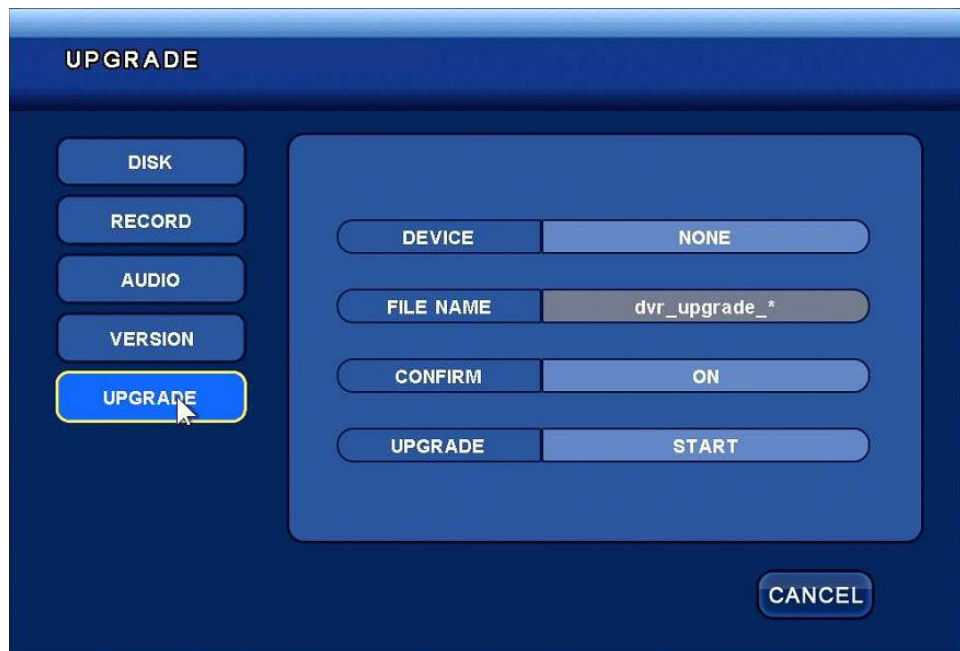 UPGRADE
DISK
RECORD
AUDIO
VERSION
UPGRADE
DEVICE NONE
FILE NAME dvr_upgrade_*
CONFIRM ON
UPGRADE START
CANCEL